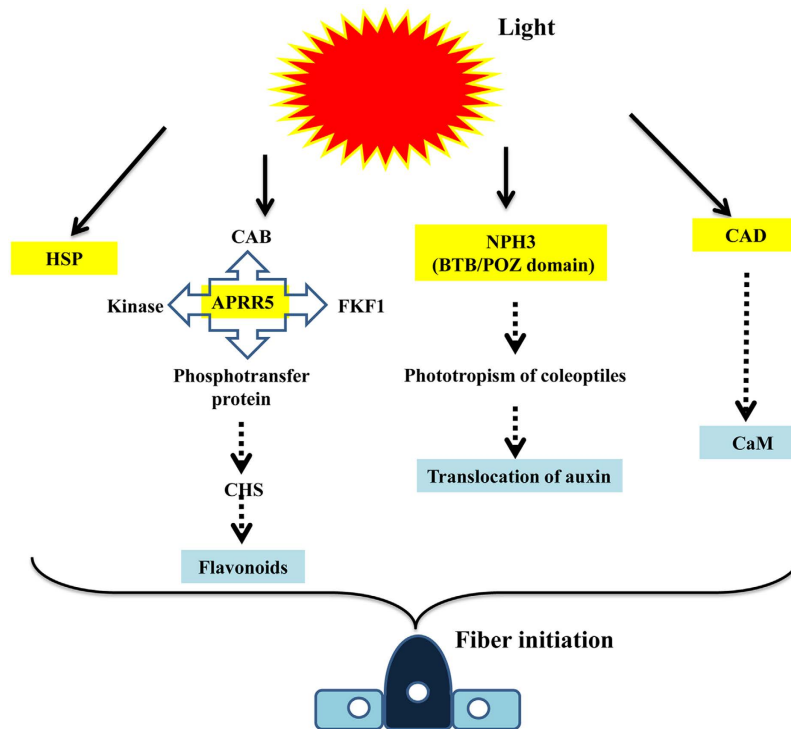 Light
HSP
CAB
Kinase
APRR5
FKF1
Phosphotransfer
protein
CHS
Flavonoids
NPH3
(BTB/POZ domain)
Phototropism of coleoptiles
Translocation of auxin
CAD
CaM
Fiber initiation